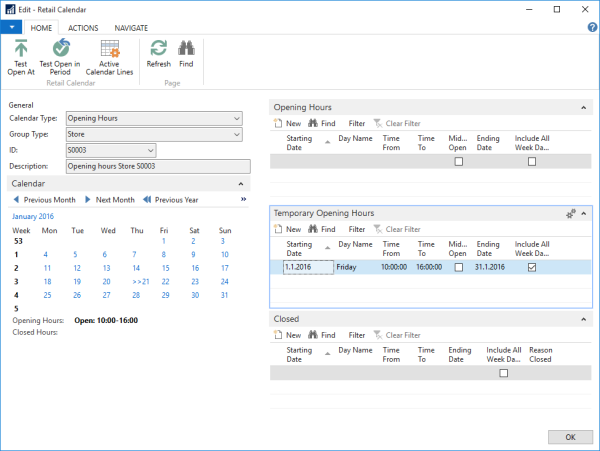 Edit - Retail Calendar
HOME ACTIONS NAVIGATE
Test Open At
Test Open in Period
Active Calendar Lines
Refresh
Find
Retail Calendar
Page
General
Calendar Type: Opening Hours
Group Type: Store
ID: S0003
Description: Opening hours Store S0003
Calendar
Previous Month Next Month Previous Year »
January 2016
Week Mon Tue Wed Thu Fri Sat Sun
53 1 2 3
1 4 5 6 7 8 9 10
2 11 12 13 14 15 16 17
3 18 19 20 >>21 22 23 24
4 25 26 27 28 29 30 31
5
Opening Hours: Open: 10:00-16:00
Closed Hours:
Opening Hours
New Find Filter Clear Filter
Starting Date Day Name Time From Time To Mid... Open Ending Date Include All Week Da...
Temporary Opening Hours
New Find Filter Clear Filter
Starting Date Day Name Time From Time To Mid... Open Ending Date Include All Week Da...
1.1.2016 Friday 10:00:00 16:00:00 31.1.2016
Closed
New Find Filter Clear Filter
Starting Date Day Name Time From Time To Ending Date Include All Week Da... Reason Closed
OK